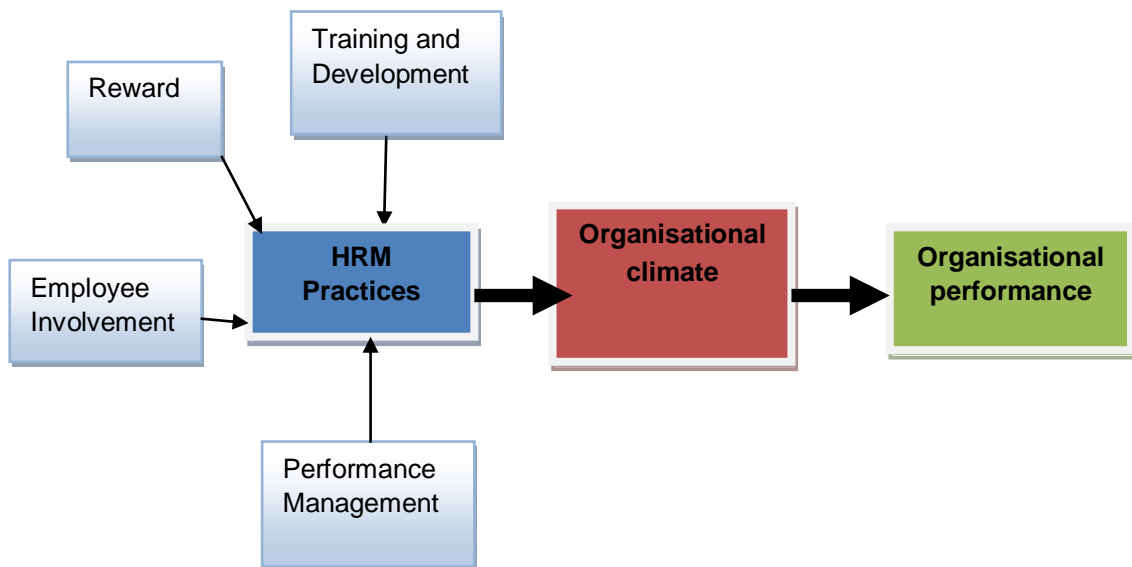 Training and
Development
Reward
HRM
Practices
Organisational
climate
Organisational
performance
Employee
Involvement
Performance
Management